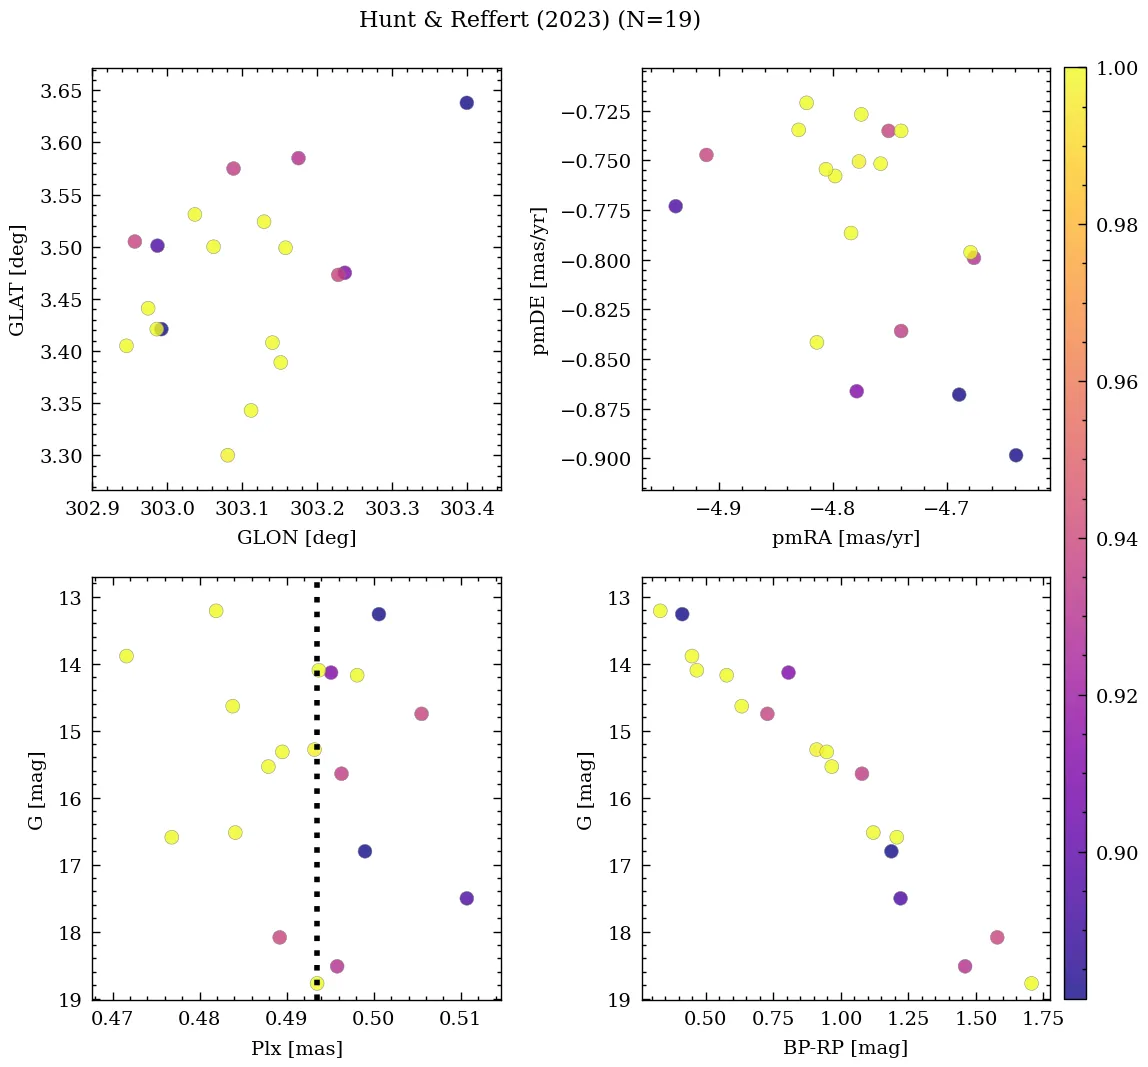 Hunt & Reffert (2023) (N=19)
3.65
3.60
3.55
3.50
3.45
3.40
3.35
3.30
GLAT [deg]
302.9 303.0 303.1 303.2 303.3 303.4
GLON [deg]
−0.725
−0.750
−0.775
−0.800
−0.825
−0.850
−0.875
−0.900
pmDE [mas/yr]
−4.9 −4.8 −4.7
pmRA [mas/yr]
1.00
0.98
0.96
0.94
0.92
0.90
13
14
15
16
17
18
19
G [mag]
0.47 0.48 0.49 0.50 0.51
Plx [mas]
13
14
15
16
17
18
19
G [mag]
0.50 0.75 1.00 1.25 1.50 1.75
BP-RP [mag]